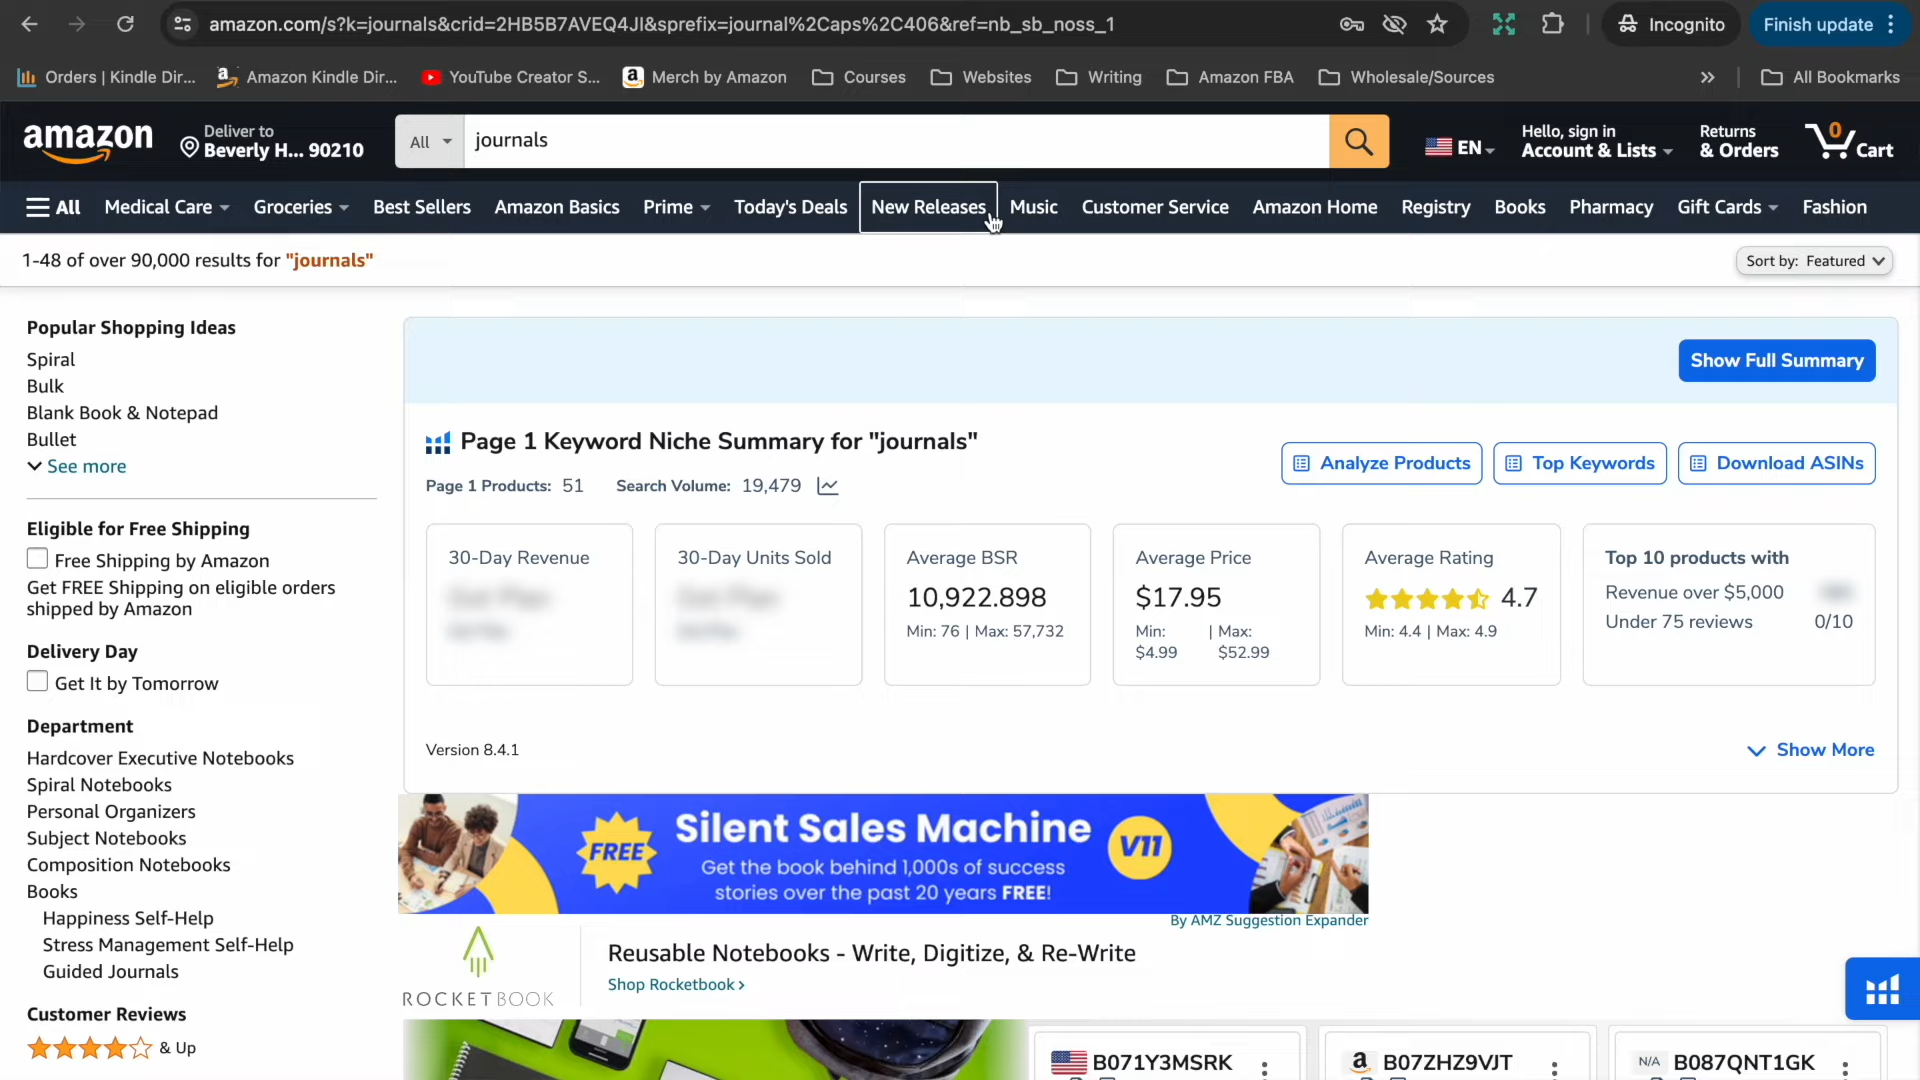 amazon.com/s?k=journals&crid=2HB5B7AVEQ4JI&sprefix=journal%2Caps%2C406&ref=nb_sb_noss_1
Incognito
Finish update
Orders | Kindle Dir...
Amazon Kindle Dir...
YouTube Creator S...
Merch by Amazon
Courses
Websites
Writing
Amazon FBA
Wholesale/Sources
»
All Bookmarks
amazon
Deliver to
Beverly H... 90210
All
journals
EN
Hello, sign in
Account & Lists
Returns
& Orders
0
Cart
All
Medical Care
Groceries
Best Sellers
Amazon Basics
Prime
Today's Deals
New Releases
Music
Customer Service
Amazon Home
Registry
Books
Pharmacy
Gift Cards
Fashion
1-48 of over 90,000 results for "journals"
Sort by: Featured
Popular Shopping Ideas
Spiral
Bulk
Blank Book & Notepad
Bullet
See more
Eligible for Free Shipping
Free Shipping by Amazon
Get FREE Shipping on eligible orders
shipped by Amazon
Delivery Day
Get It by Tomorrow
Department
Hardcover Executive Notebooks
Spiral Notebooks
Personal Organizers
Subject Notebooks
Composition Notebooks
Books
Happiness Self-Help
Stress Management Self-Help
Guided Journals
Customer Reviews
& Up
Show Full Summary
Page 1 Keyword Niche Summary for "journals"
Page 1 Products: 51
Search Volume: 19,479
Analyze Products
Top Keywords
Download ASINs
30-Day Revenue
30-Day Units Sold
Average BSR
10,922.898
Min: 76 | Max: 57,732
Average Price
$17.95
Min: | Max:
$4.99 $52.99
Average Rating
4.7
Min: 4.4 | Max: 4.9
Top 10 products with
Revenue over $5,000
Under 75 reviews 0/10
Version 8.4.1
Show More
FREE
Silent Sales Machine
V11
Get the book behind 1,000s of success
stories over the past 20 years FREE!
By AMZ Suggestion Expander
ROCKETBOOK
Reusable Notebooks - Write, Digitize, & Re-Write
Shop Rocketbook ›
B071Y3MSRK
a
B07ZHZ9VJT
N/A
B087QNT1GK